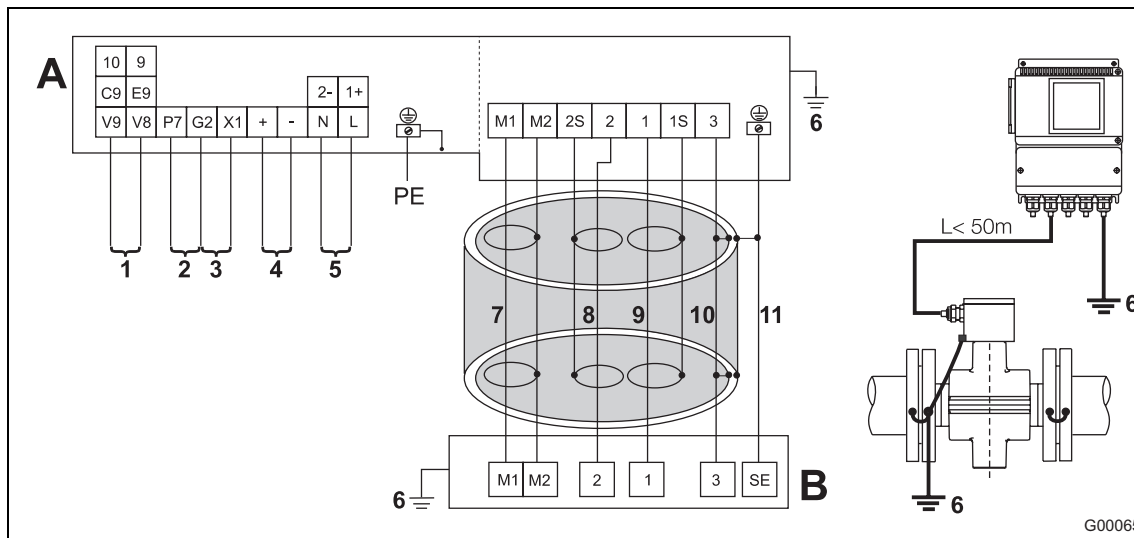 A
10 9
C9 E9 2- 1+
V9 V8 P7 G2 X1 + - N L
PE
1 2 3 4 5
M1 M2 2S 2 1 1S 3
6
7 8 9 10 11
6
M1 M2 2 1 3 SE
B
L< 50m
6
6
G00065